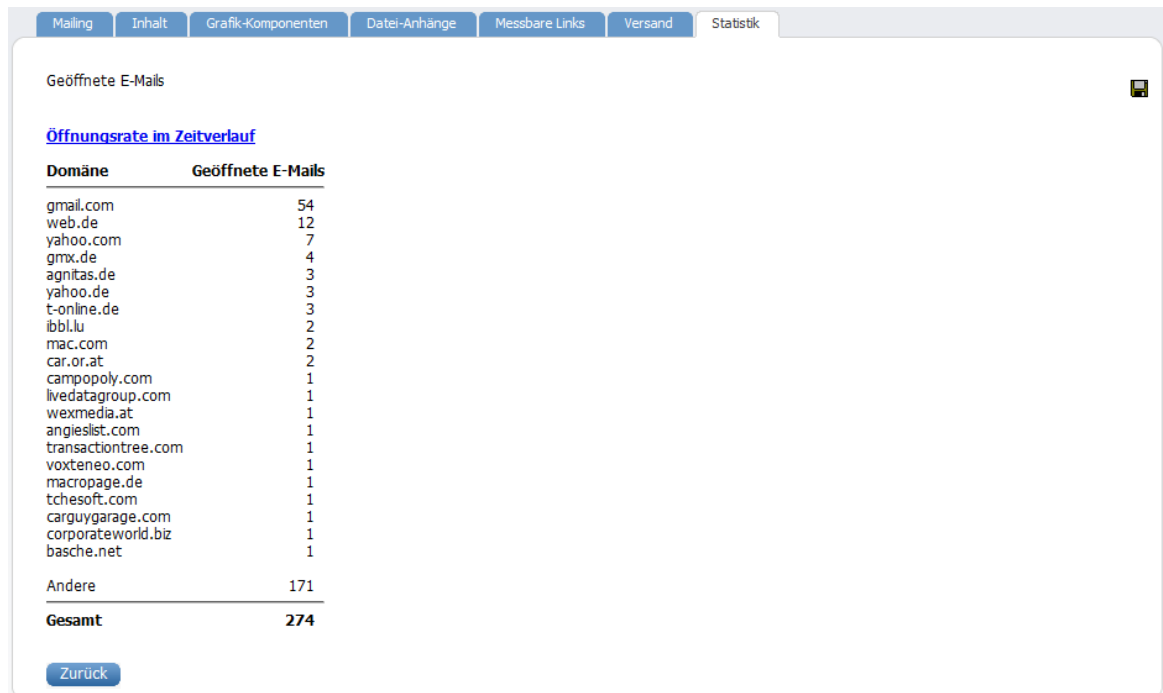 Mailing Inhalt Grafik-Komponenten Datei-Anhänge Messbare Links Versand Statistik
Geöffnete E-Mails
Öffnungsrate im Zeitverlauf
Domäne Geöffnete E-Mails
gmail.com 54
web.de 12
yahoo.com 7
gmx.de 4
agnitas.de 3
yahoo.de 3
t-online.de 3
ibbl.lu 2
mac.com 2
car.or.at 2
campopoly.com 1
livedatagroup.com 1
wexmedia.at 1
angieslist.com 1
transactiontree.com 1
voxteneo.com 1
macropage.de 1
tchesoft.com 1
carguygarage.com 1
corporateworld.biz 1
basche.net 1
Andere 171
Gesamt 274
Zurück